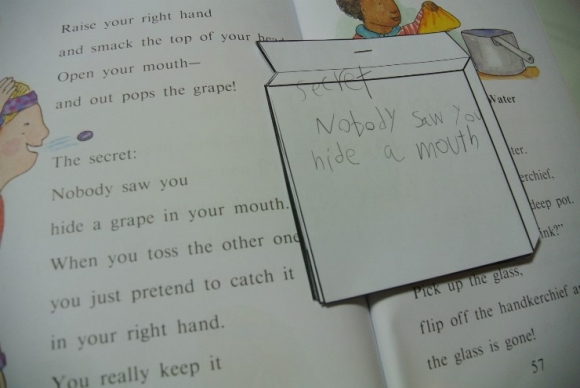 Raise your right hand
and smack the top of your
Open your mouth—
and out pops the grape!
The secret:
Nobody saw you
hide a grape in your mouth.
When you toss the other one
you just pretend to catch it
in your right hand.
You really keep it
secret
Nobody saw you
hide a mouth
Water
ter.
erchief.
deep pot.
ink?"
Pick up the glass,
flip off the handkerchief a
the glass is gone!
57